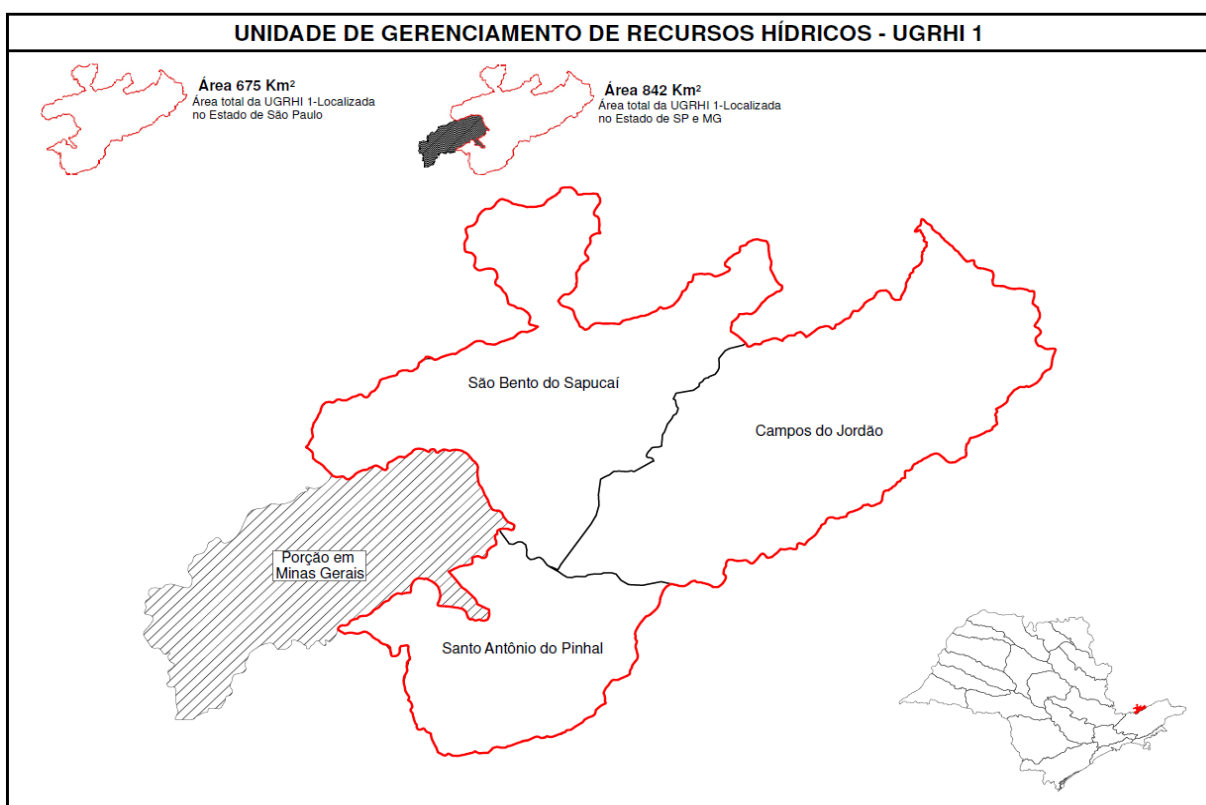 UNIDADE DE GERENCIAMENTO DE RECURSOS HÍDRICOS - UGRHI 1
Área 675 Km²
Área total da UGRHI 1-Localizada
no Estado de São Paulo
Área 842 Km²
Área total da UGRHI 1-Localizada
no Estado de SP e MG
São Bento do Sapucaí
Campos do Jordão
Porção em
Minas Gerais
Santo Antônio do Pinhal